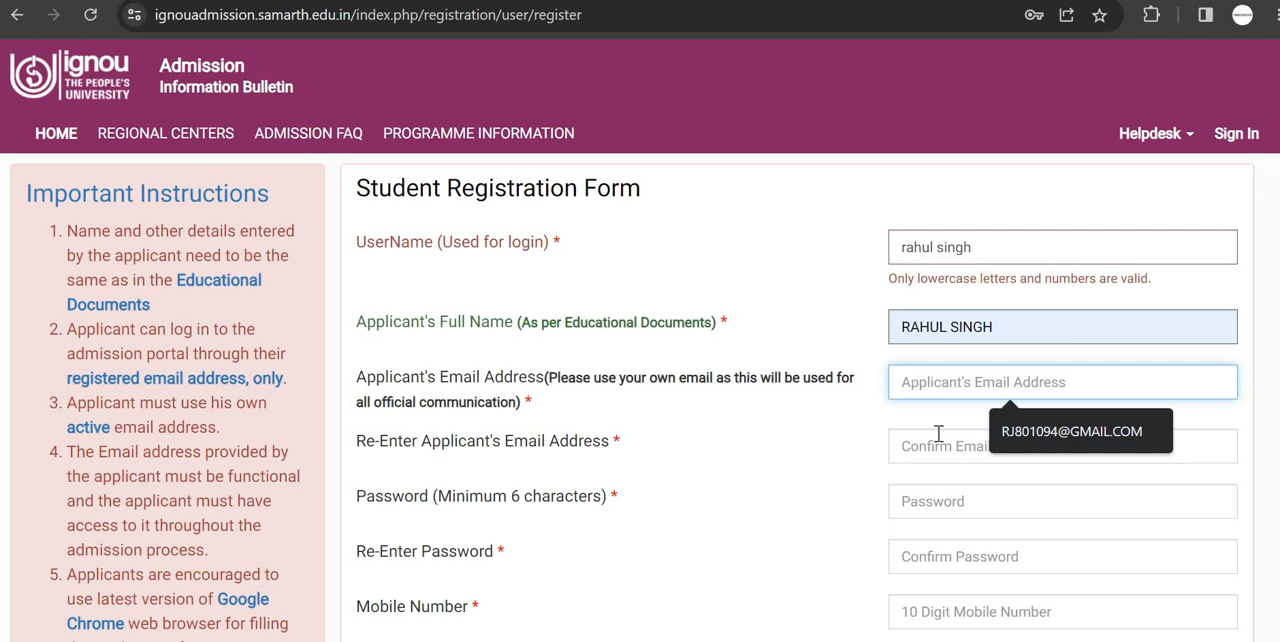 ignouadmission.samarth.edu.in/index.php/registration/user/register
ignou
THE PEOPLE'S
UNIVERSITY
Admission
Information Bulletin
HOME REGIONAL CENTERS ADMISSION FAQ PROGRAMME INFORMATION Helpdesk Sign In
Important Instructions
1. Name and other details entered
by the applicant need to be the
same as in the Educational
Documents
2. Applicant can log in to the
admission portal through their
registered email address, only.
3. Applicant must use his own
active email address.
4. The Email address provided by
the applicant must be functional
and the applicant must have
access to it throughout the
admission process.
5. Applicants are encouraged to
use latest version of Google
Chrome web browser for filling
Student Registration Form
UserName (Used for login) *
rahul singh
Only lowercase letters and numbers are valid.
Applicant's Full Name (As per Educational Documents) *
RAHUL SINGH
Applicant's Email Address(Please use your own email as this will be used for
all official communication) *
Applicant's Email Address
RJ801094@GMAIL.COM
Re-Enter Applicant's Email Address *
Confirm Emai
Password (Minimum 6 characters) *
Password
Re-Enter Password *
Confirm Password
Mobile Number *
10 Digit Mobile Number